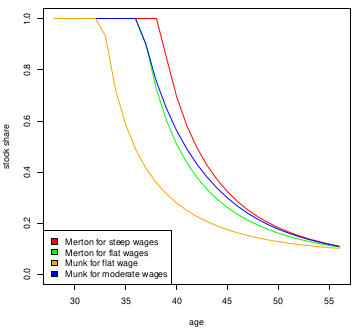 1.0
0.8
0.6
0.4
0.2
0.0
stock share
Merton for steep wages
Merton for flat wages
Munk for flat wage
Munk for moderate wages
30 35 40 45 50 55
age